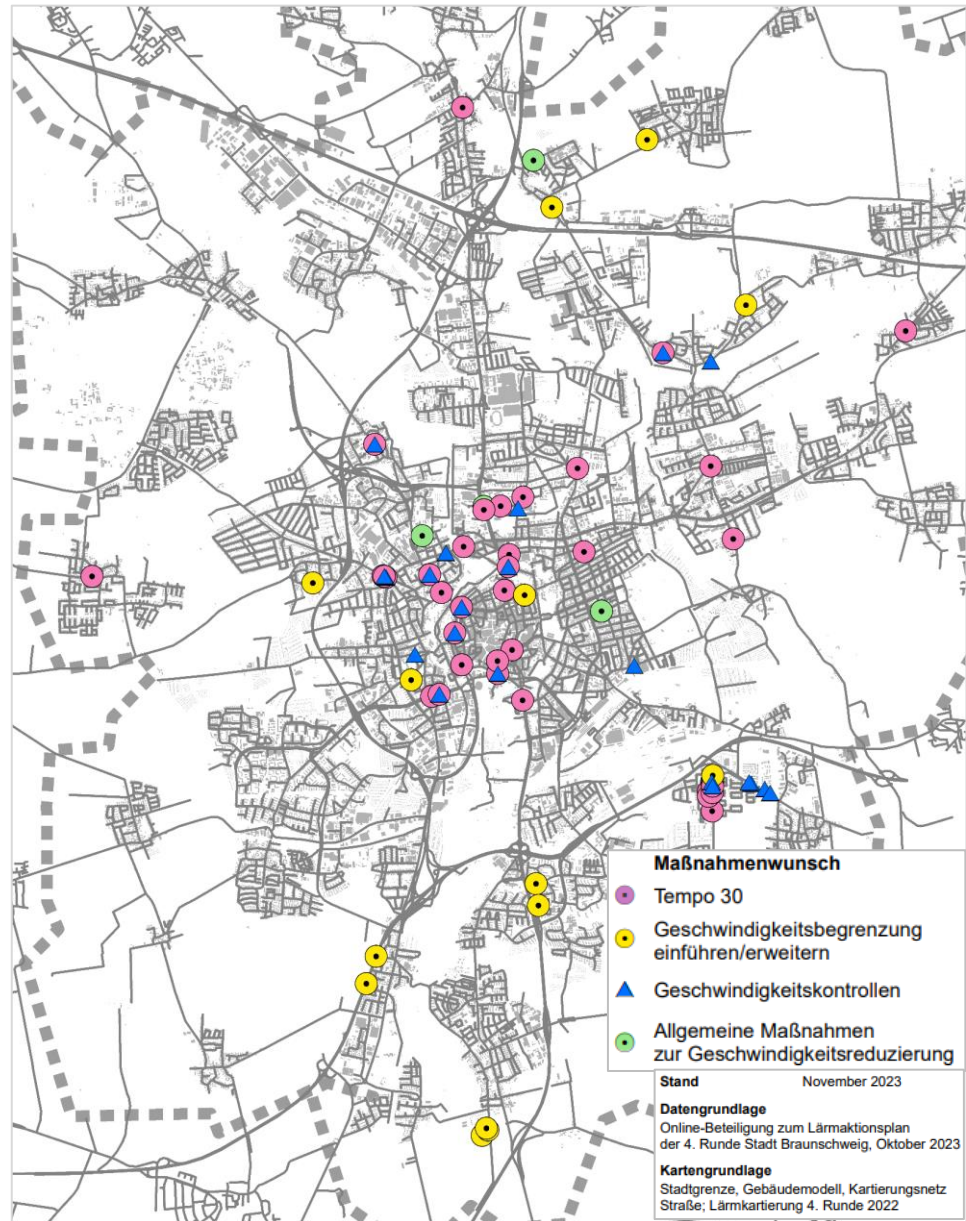 Maßnahmenwunsch
Tempo 30
Geschwindigkeitsbegrenzung
einführen/erweitern
Geschwindigkeitskontrollen
Allgemeine Maßnahmen
zur Geschwindigkeitsreduzierung
Stand November 2023
Datengrundlage
Online-Beteiligung zum Lärmaktionsplan
der 4. Runde Stadt Braunschweig, Oktober 2023
Kartengrundlage
Stadtgrenze, Gebäudemodell, Kartierungsnetz
Straße; Lärmkartierung 4. Runde 2022